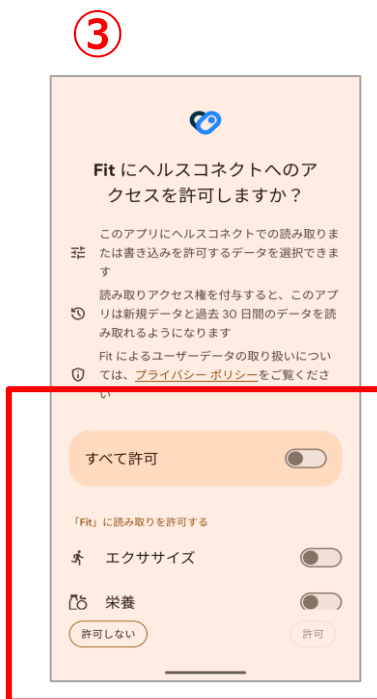 ③
Fit にヘルスコネクトへのア
クセスを許可しますか？
このアプリにヘルスコネクトでの読み取りま
たは書き込みを許可するデータを選択できま
す
読み取りアクセス権を付与すると、このアプ
リは新規データと過去 30 日間のデータを読
み取れるようになります
Fit によるユーザーデータの取り扱いについ
ては、プライバシー ポリシーをご覧くださ
い
すべて許可
「Fit」に読み取りを許可する
エクササイズ
栄養
許可しない
許可